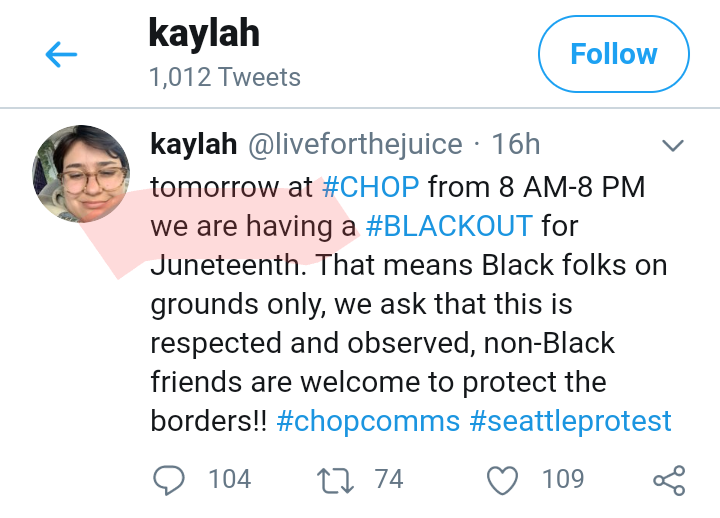 kaylah
1,012 Tweets
Follow
kaylah @liveforthejuice · 16h
tomorrow at #CHOP from 8 AM-8 PM
we are having a #BLACKOUT for
Juneteenth. That means Black folks on
grounds only, we ask that this is
respected and observed, non-Black
friends are welcome to protect the
borders!! #chopcomms #seattleprotest
104 74 109